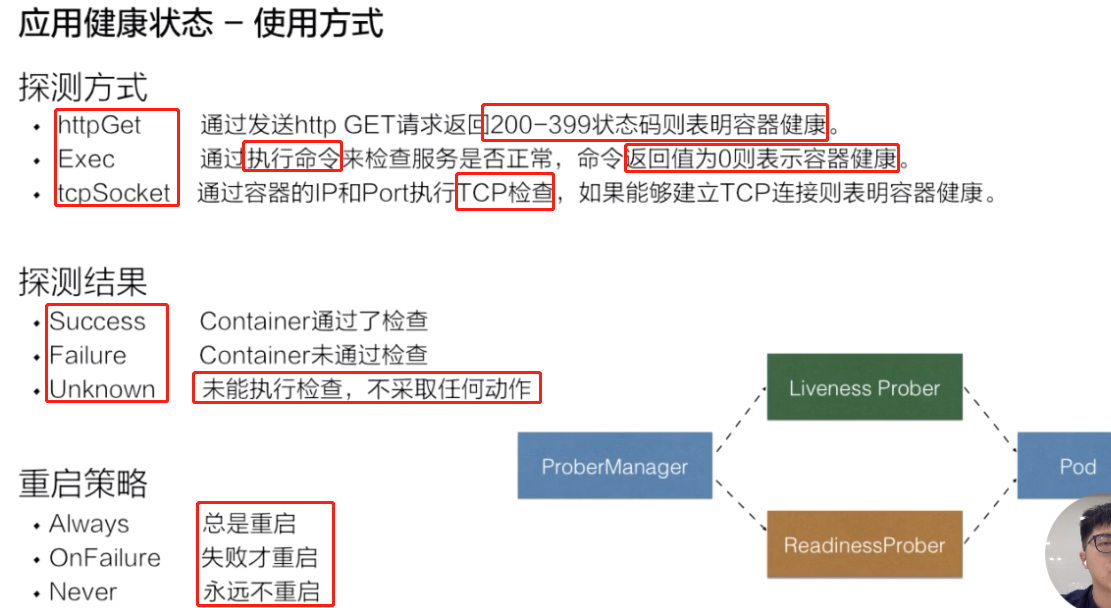 应用健康状态 – 使用方式
探测方式
• httpGet 通过发送http GET请求返回200-399状态码则表明容器健康。
• Exec 通过执行命令来检查服务是否正常，命令返回值为0则表示容器健康。
• tcpSocket 通过容器的IP和Port执行TCP检查，如果能够建立TCP连接则表明容器健康。
探测结果
• Success Container通过了检查
• Failure Container未通过检查
• Unknown 未能执行检查，不采取任何动作
Liveness Prober
ProberManager
Pod
ReadinessProber
重启策略
• Always 总是重启
• OnFailure 失败才重启
• Never 永远不重启